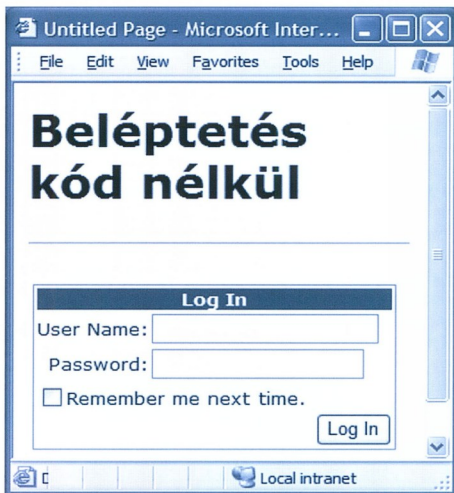 Untitled Page - Microsoft Inter...
File Edit View Favorites Tools Help
Beléptetés
kód nélkül
Log In
User Name:
Password:
Remember me next time.
Log In
Local intranet